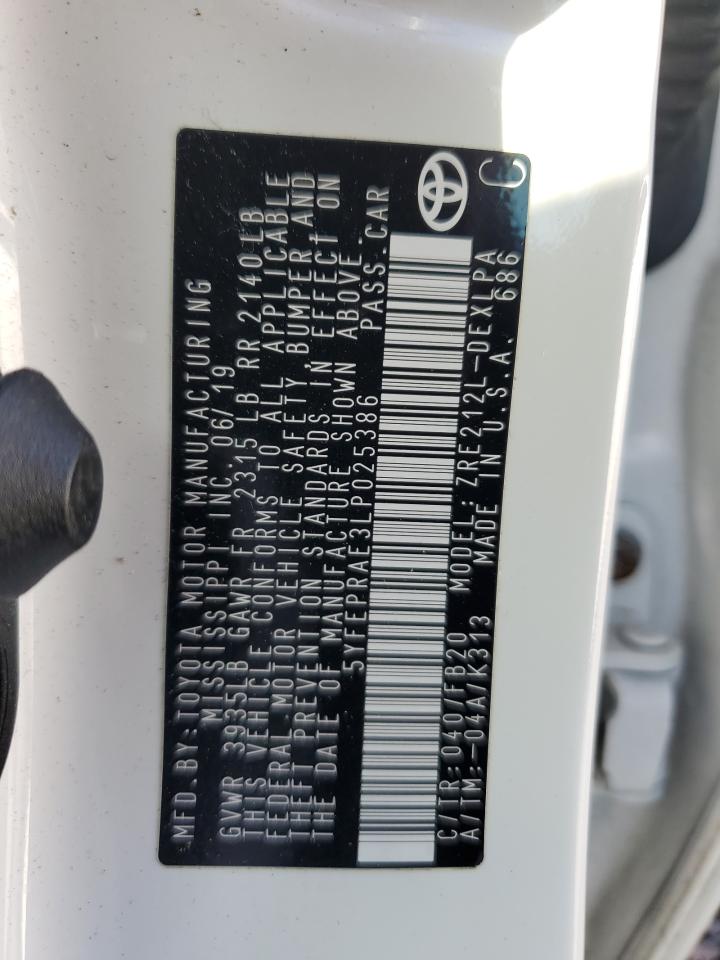 MFD. BY: TOYOTA MOTOR MANUFACTURING
MISSISSIPPI INC. 06/19
GVWR 3935LB GAWR FR 2315 LB RR 2140 LB
THIS VEHICLE CONFORMS TO ALL APPLICABLE
FEDERAL MOTOR VEHICLE SAFETY, BUMPER, AND
THEFT PREVENTION STANDARDS IN EFFECT ON
THE DATE OF MANUFACTURE SHOWN ABOVE.
5YFEPRAE3LP025386 PASS. CAR
C/TR: 040/FB20 MODEL: ZRE212L-DEXLPA
A/TM: -04A/K313 MADE IN U.S.A. 686
C